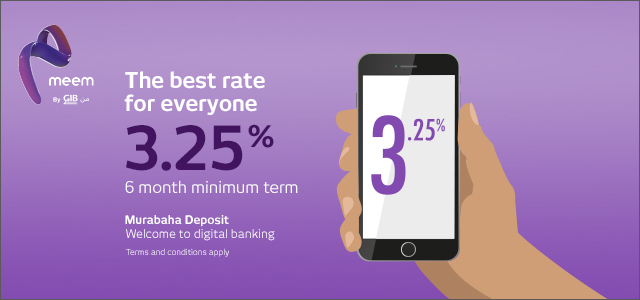 meem
By GIB من
The best rate
for everyone
3.25%
6 month minimum term
Murabaha Deposit
Welcome to digital banking
Terms and conditions apply
3.25%